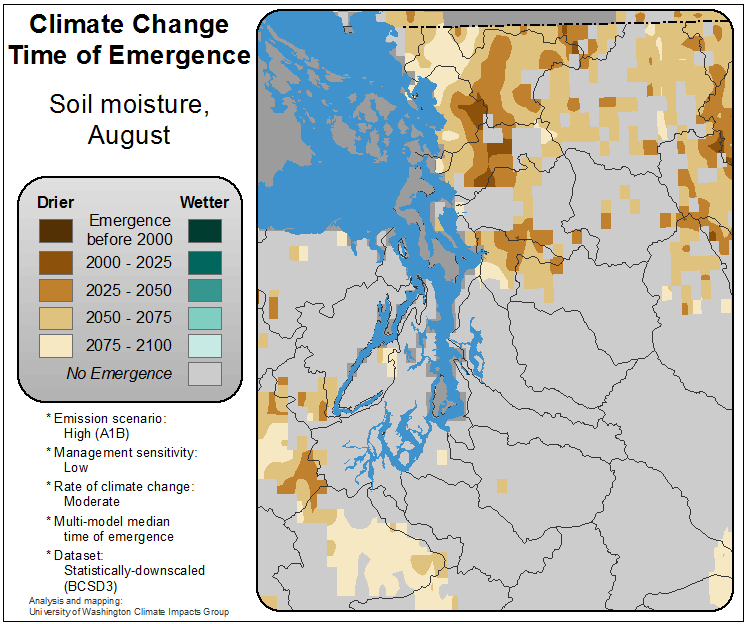 Climate Change
Time of Emergence
Soil moisture,
August
Drier Wetter
Emergence
before 2000
2000 - 2025
2025 - 2050
2050 - 2075
2075 - 2100
No Emergence
* Emission scenario:
High (A1B)
* Management sensitivity:
Low
* Rate of climate change:
Moderate
* Multi-model median
time of emergence
* Dataset:
Statistically-downscaled
(BCSD3)
Analysis and mapping:
University of Washington Climate Impacts Group